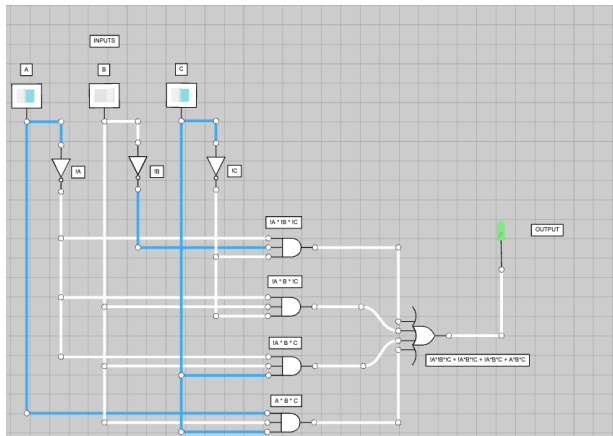 INPUTS
A
B
C
!A
!B
!C
!A * !B * !C
OUTPUT
!A * B * !C
!A * B * C
!A*B*!C + !A*B*!C + !A*B*C + A*B*C
A * B * C